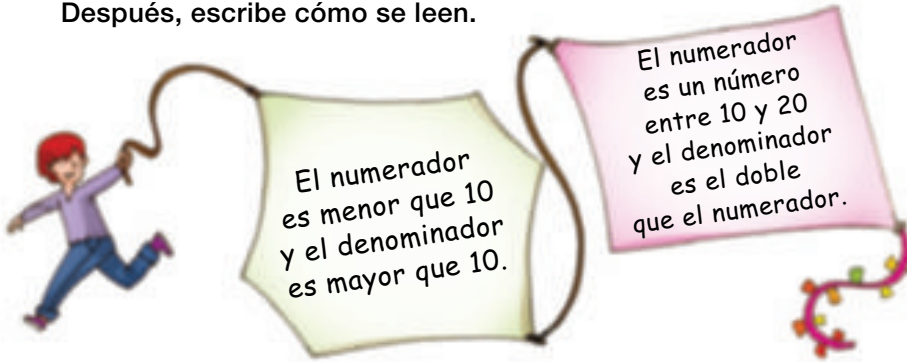 Después, escribe cómo se leen.
El numerador
es menor que 10
y el denominador
es mayor que 10.
El numerador
es un número
entre 10 y 20
y el denominador
es el doble
que el numerador.